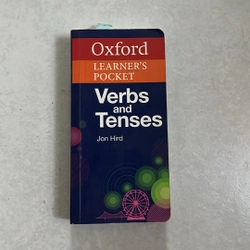 Oxford
LEARNER'S
POCKET
Verbs
and
Tenses
Jon Hird